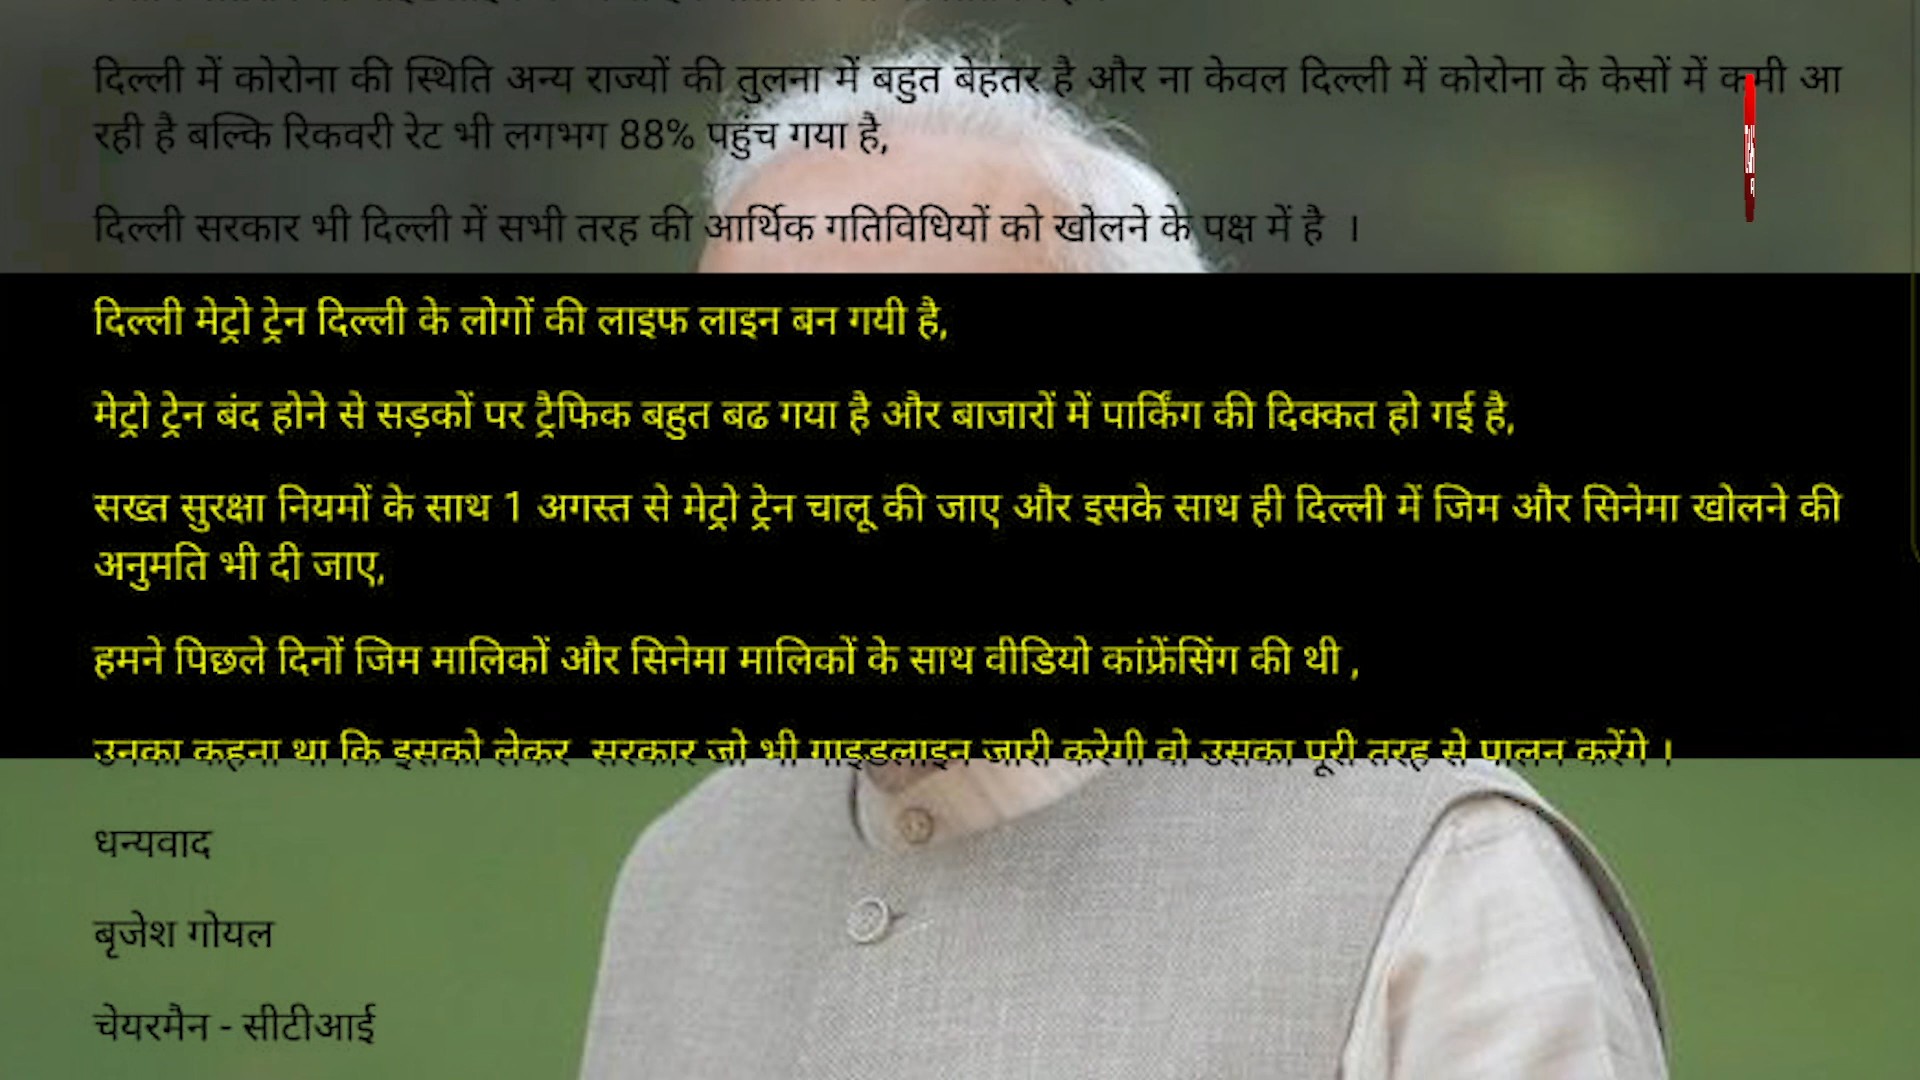 दिल्ली में कोरोना की स्थिति अन्य राज्यों की तुलना में बहुत बेहतर है और ना केवल दिल्ली में कोरोना के केसों में कमी आ
रही है बल्कि रिकवरी रेट भी लगभग 88% पहुंच गया है,
दिल्ली सरकार भी दिल्ली में सभी तरह की आर्थिक गतिविधियों को खोलने के पक्ष में है ।
दिल्ली मेट्रो ट्रेन दिल्ली के लोगों की लाइफ लाइन बन गयी है,
मेट्रो ट्रेन बंद होने से सड़कों पर ट्रैफिक बहुत बढ गया है और बाजारों में पार्किंग की दिक्कत हो गई है,
सख्त सुरक्षा नियमों के साथ 1 अगस्त से मेट्रो ट्रेन चालू की जाए और इसके साथ ही दिल्ली में जिम और सिनेमा खोलने की
अनुमति भी दी जाए,
हमने पिछले दिनों जिम मालिकों और सिनेमा मालिकों के साथ वीडियो कांफ्रेंसिंग की थी ,
उनका कहना था कि इसको लेकर सरकार जो भी गाइडलाइन जारी करेगी वो उसका पूरी तरह से पालन करेंगे ।
धन्यवाद
बृजेश गोयल
चेयरमैन - सीटीआई